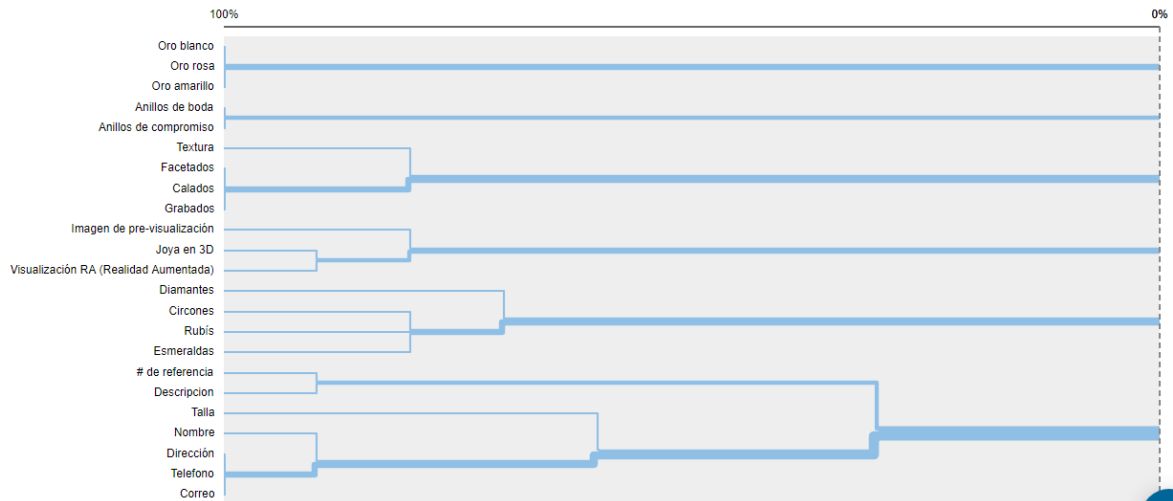 100% 0%
Oro blanco
Oro rosa
Oro amarillo
Anillos de boda
Anillos de compromiso
Textura
Facetados
Calados
Grabados
Imagen de pre-visualización
Joya en 3D
Visualización RA (Realidad Aumentada)
Diamantes
Circones
Rubís
Esmeraldas
# de referencia
Descripcion
Talla
Nombre
Dirección
Telefono
Correo